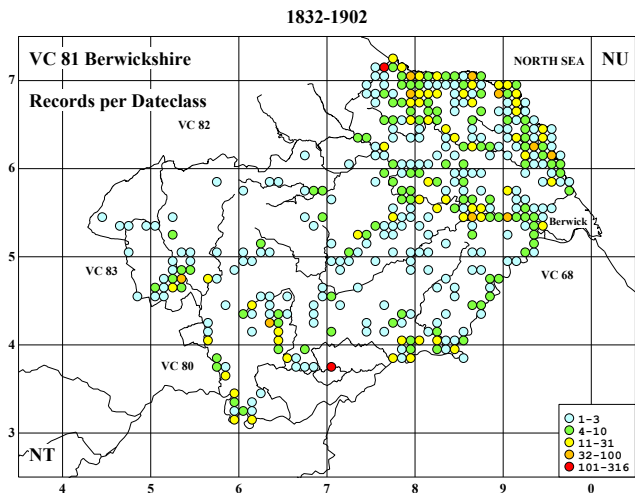 1832-1902
VC 81 Berwickshire
NORTH SEA
NU
7
Records per Dateclass
VC 82
6
Berwick
5
VC 83
VC 68
4
VC 80
1-3
4-10
11-31
32-100
101-316
3
NT
4 5 6 7 8 9 0